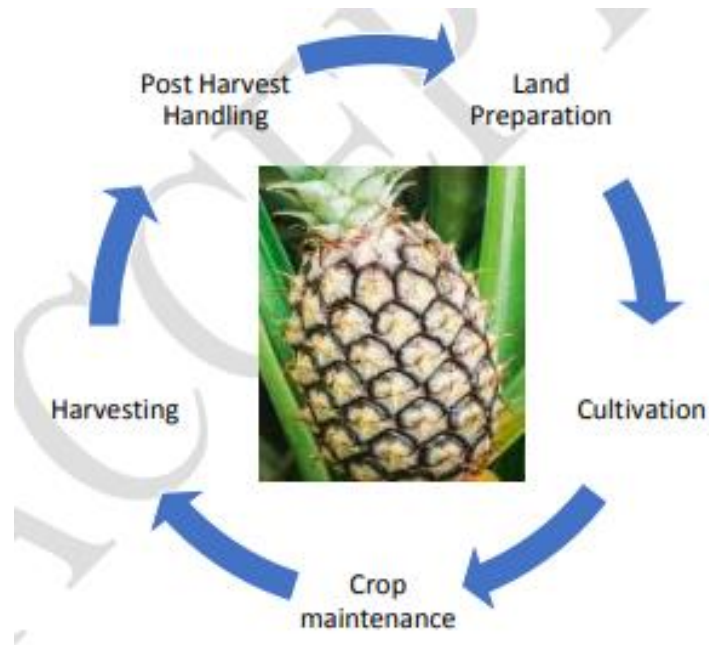 Post Harvest
Handling
Land
Preparation
Cultivation
Crop
maintenance
Harvesting